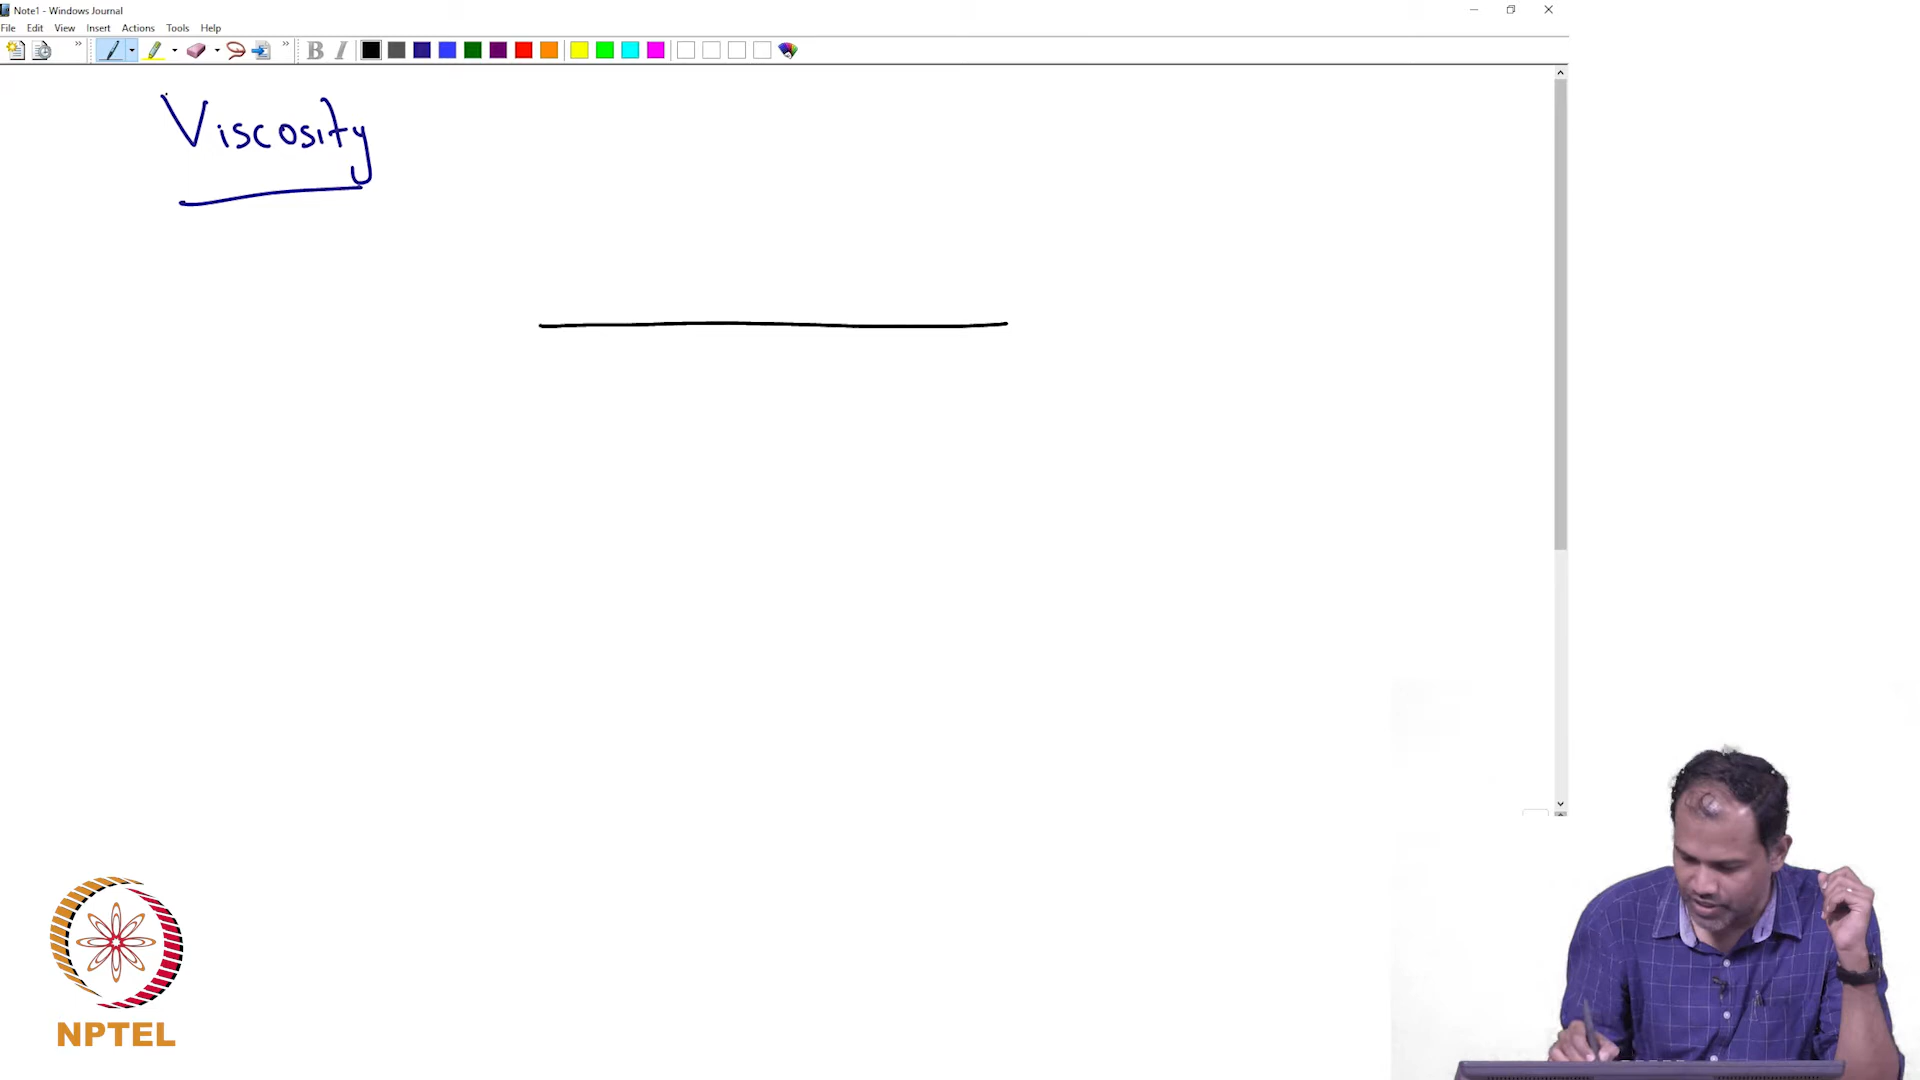 Note1 - Windows Journal
File Edit View Insert Actions Tools Help
B I
Viscosity
NPTEL